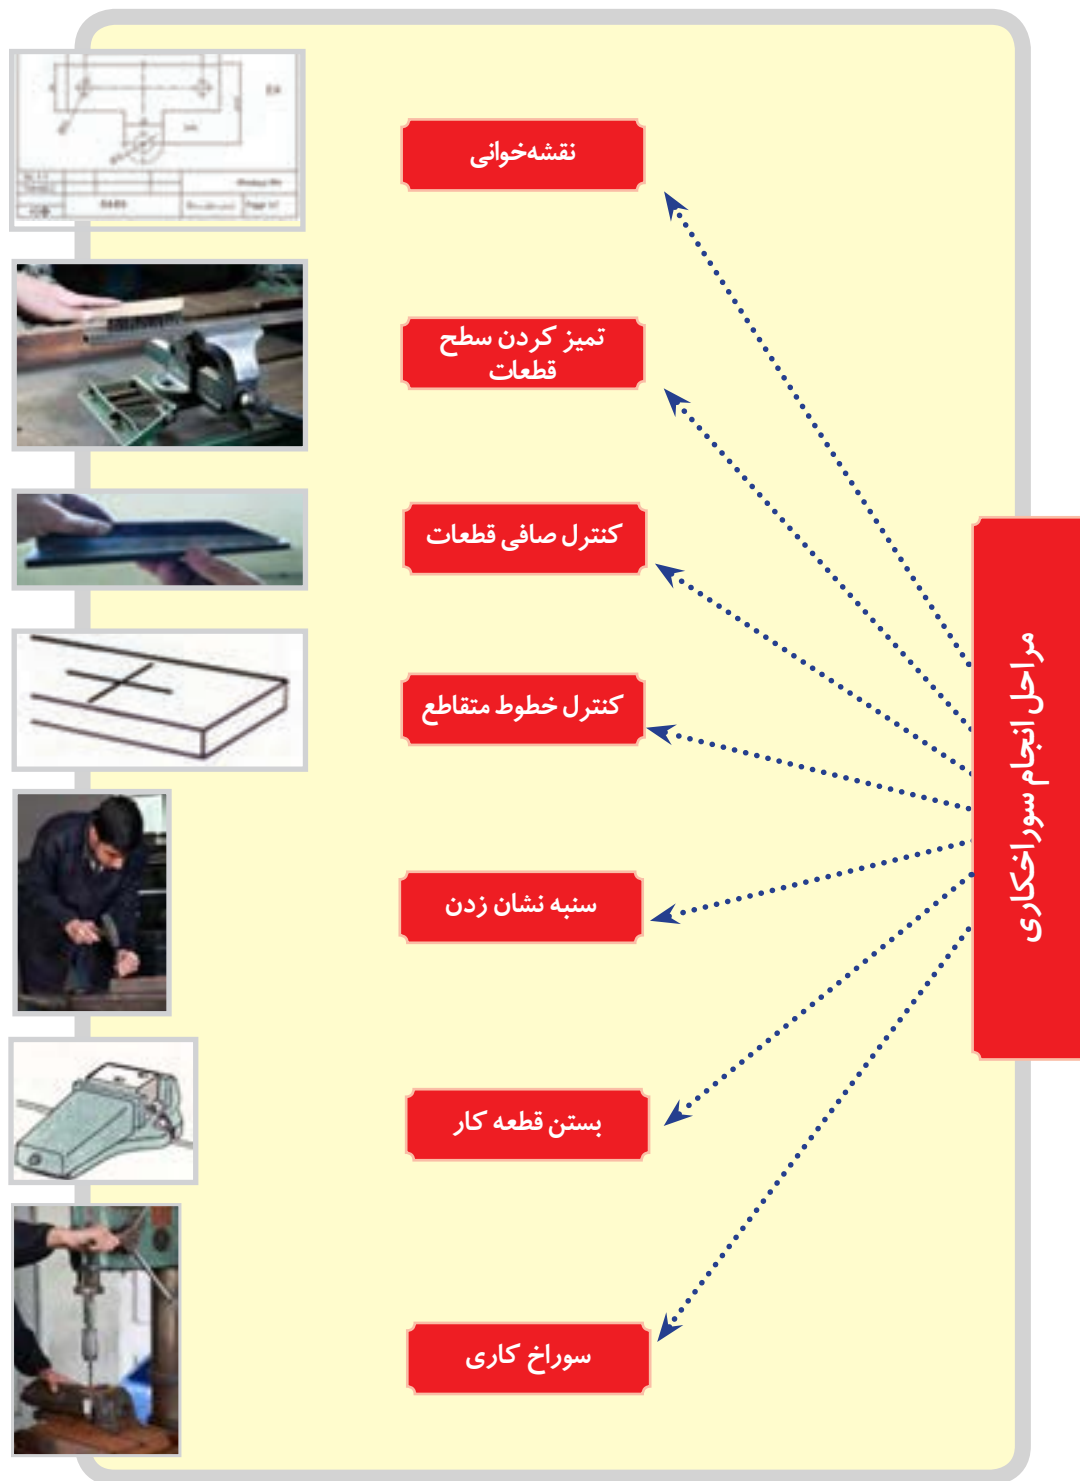 مراحل انجام سوراخکاری
نقشه‌خوانی
تمیز کردن سطح
قطعات
کنترل صافی قطعات
کنترل خطوط متقاطع
سنبه نشان زدن
بستن قطعه کار
سوراخ کاری